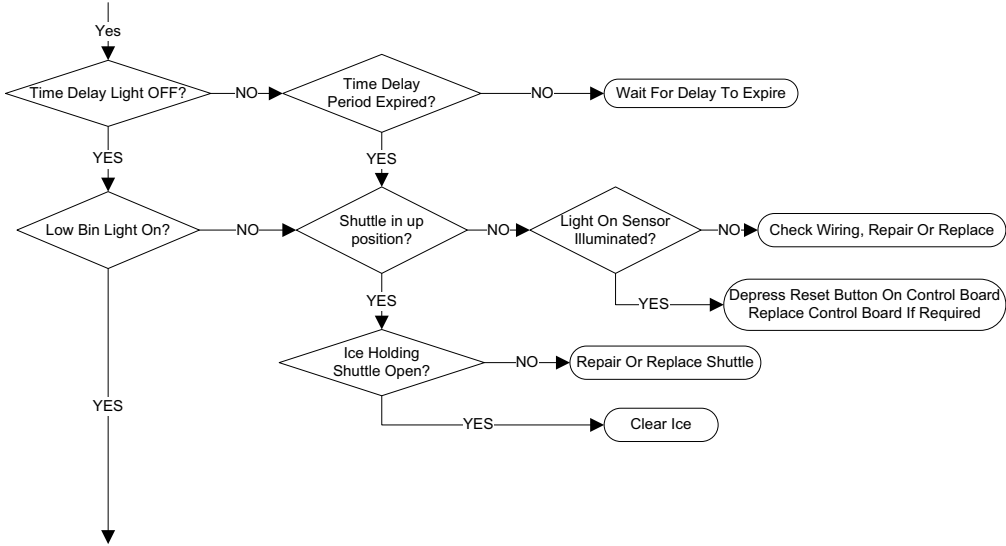 Yes
Time Delay Light OFF?
NO
Time Delay
Period Expired?
NO
Wait For Delay To Expire
YES
YES
Low Bin Light On?
NO
Shuttle in up
position?
NO
Light On Sensor
Illuminated?
NO
Check Wiring, Repair Or Replace
YES
YES
Depress Reset Button On Control Board
Replace Control Board If Required
Ice Holding
Shuttle Open?
NO
Repair Or Replace Shuttle
YES
YES
Clear Ice